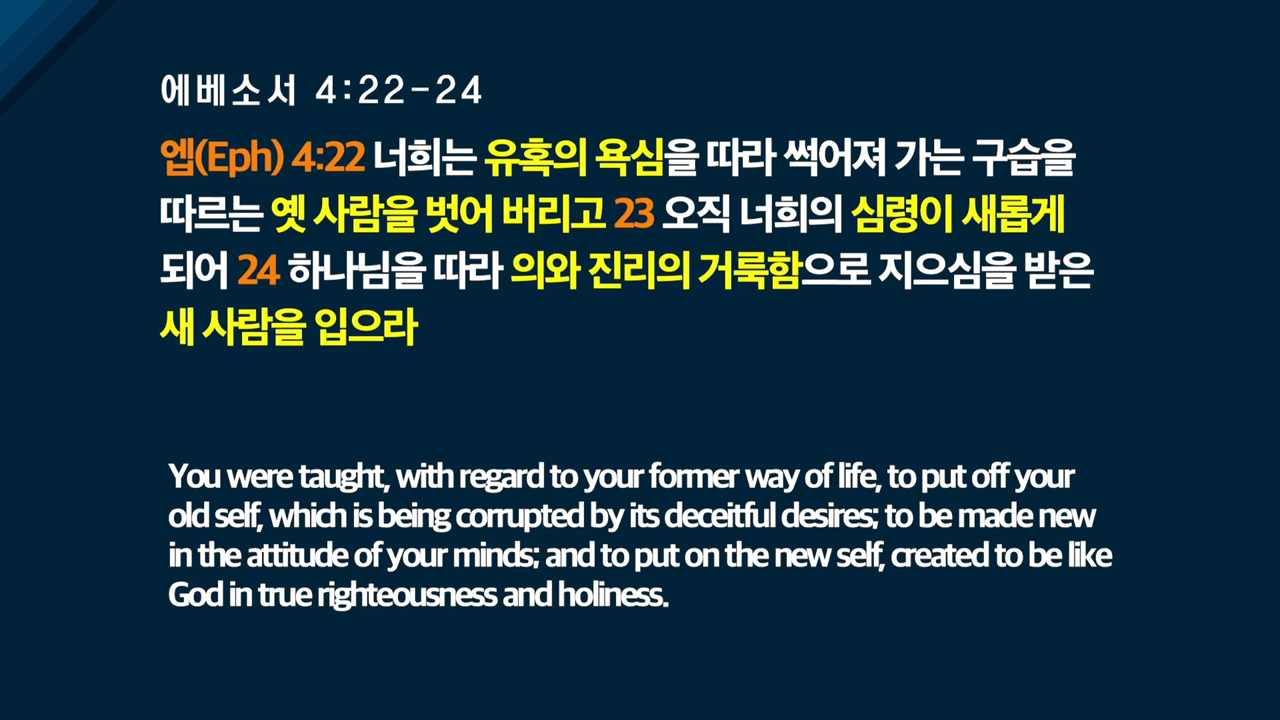 에베소서 4:22-24
엡(Eph) 4:22 너희는 유혹의 욕심을 따라 썩어져 가는 구습을
따르는 옛 사람을 벗어 버리고 23 오직 너희의 심령이 새롭게
되어 24 하나님을 따라 의와 진리의 거룩함으로 지으심을 받은
새 사람을 입으라
You were taught, with regard to your former way of life, to put off your
old self, which is being corrupted by its deceitful desires; to be made new
in the attitude of your minds; and to put on the new self, created to be like
God in true righteousness and holiness.